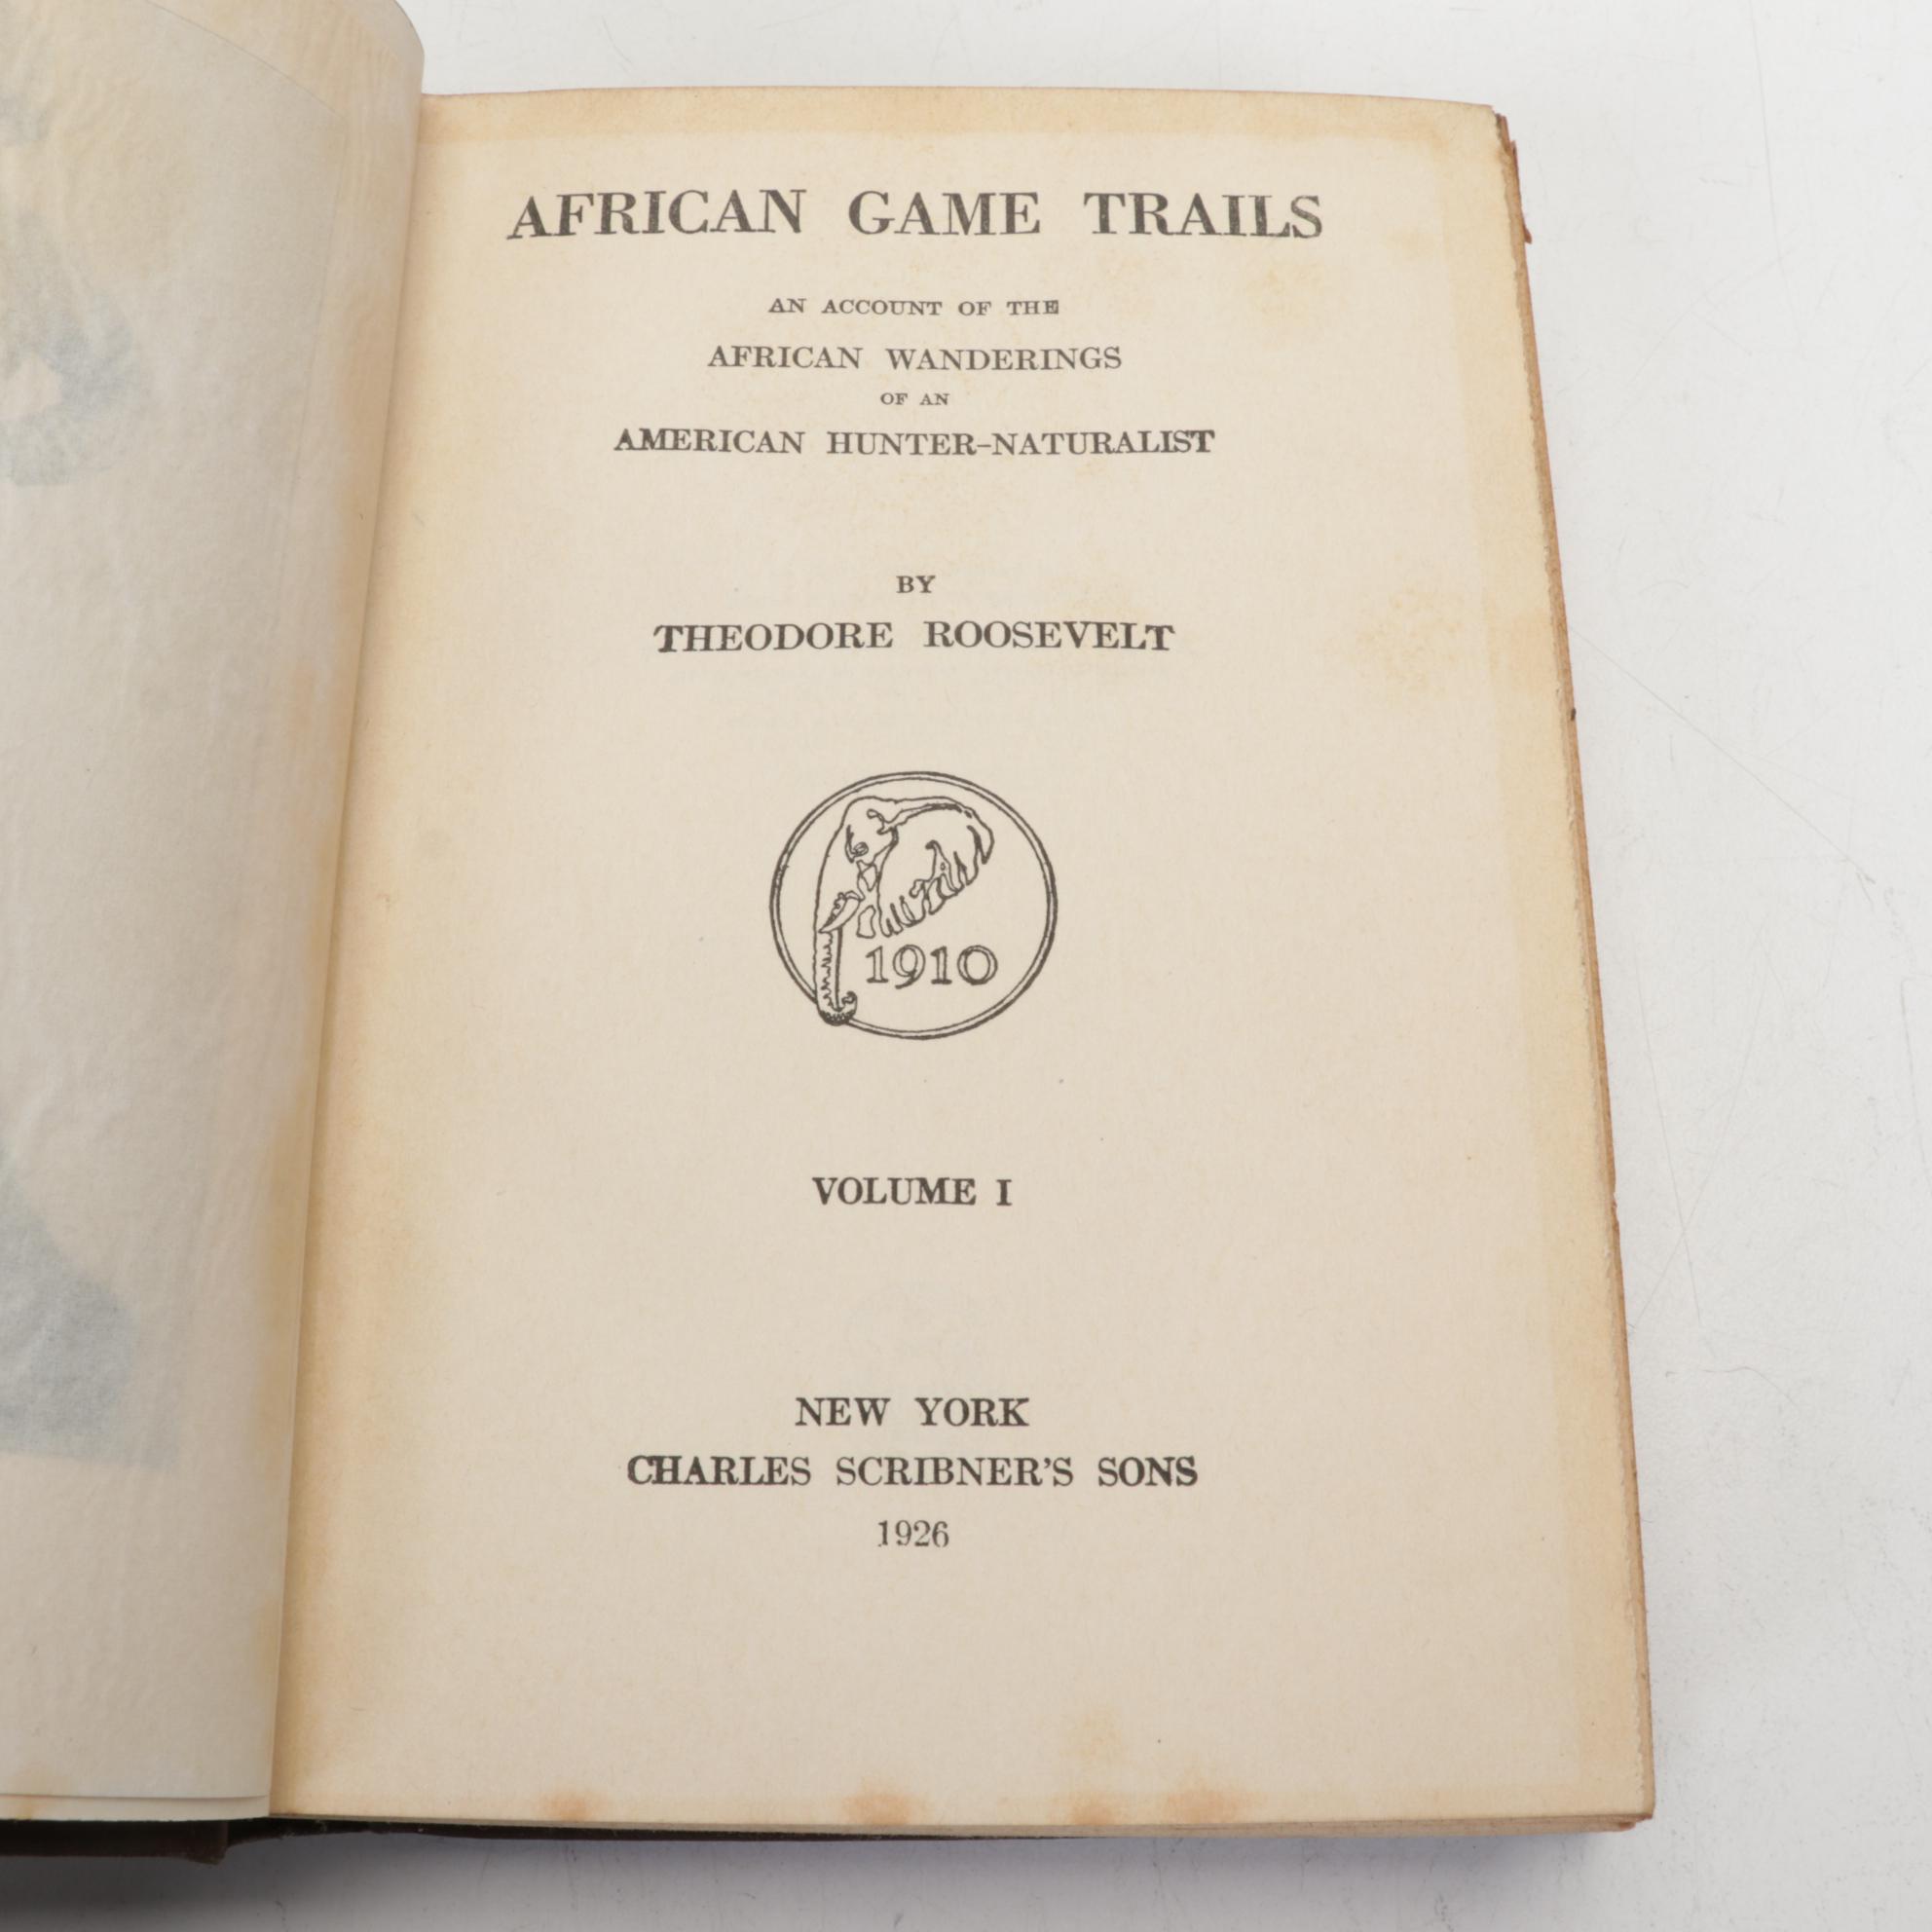 AFRICAN GAME TRAILS
AN ACCOUNT OF THE
AFRICAN WANDERINGS
OF AN
AMERICAN HUNTER-NATURALIST
BY
THEODORE ROOSEVELT
1910
VOLUME I
NEW YORK
CHARLES SCRIBNER'S SONS
1926